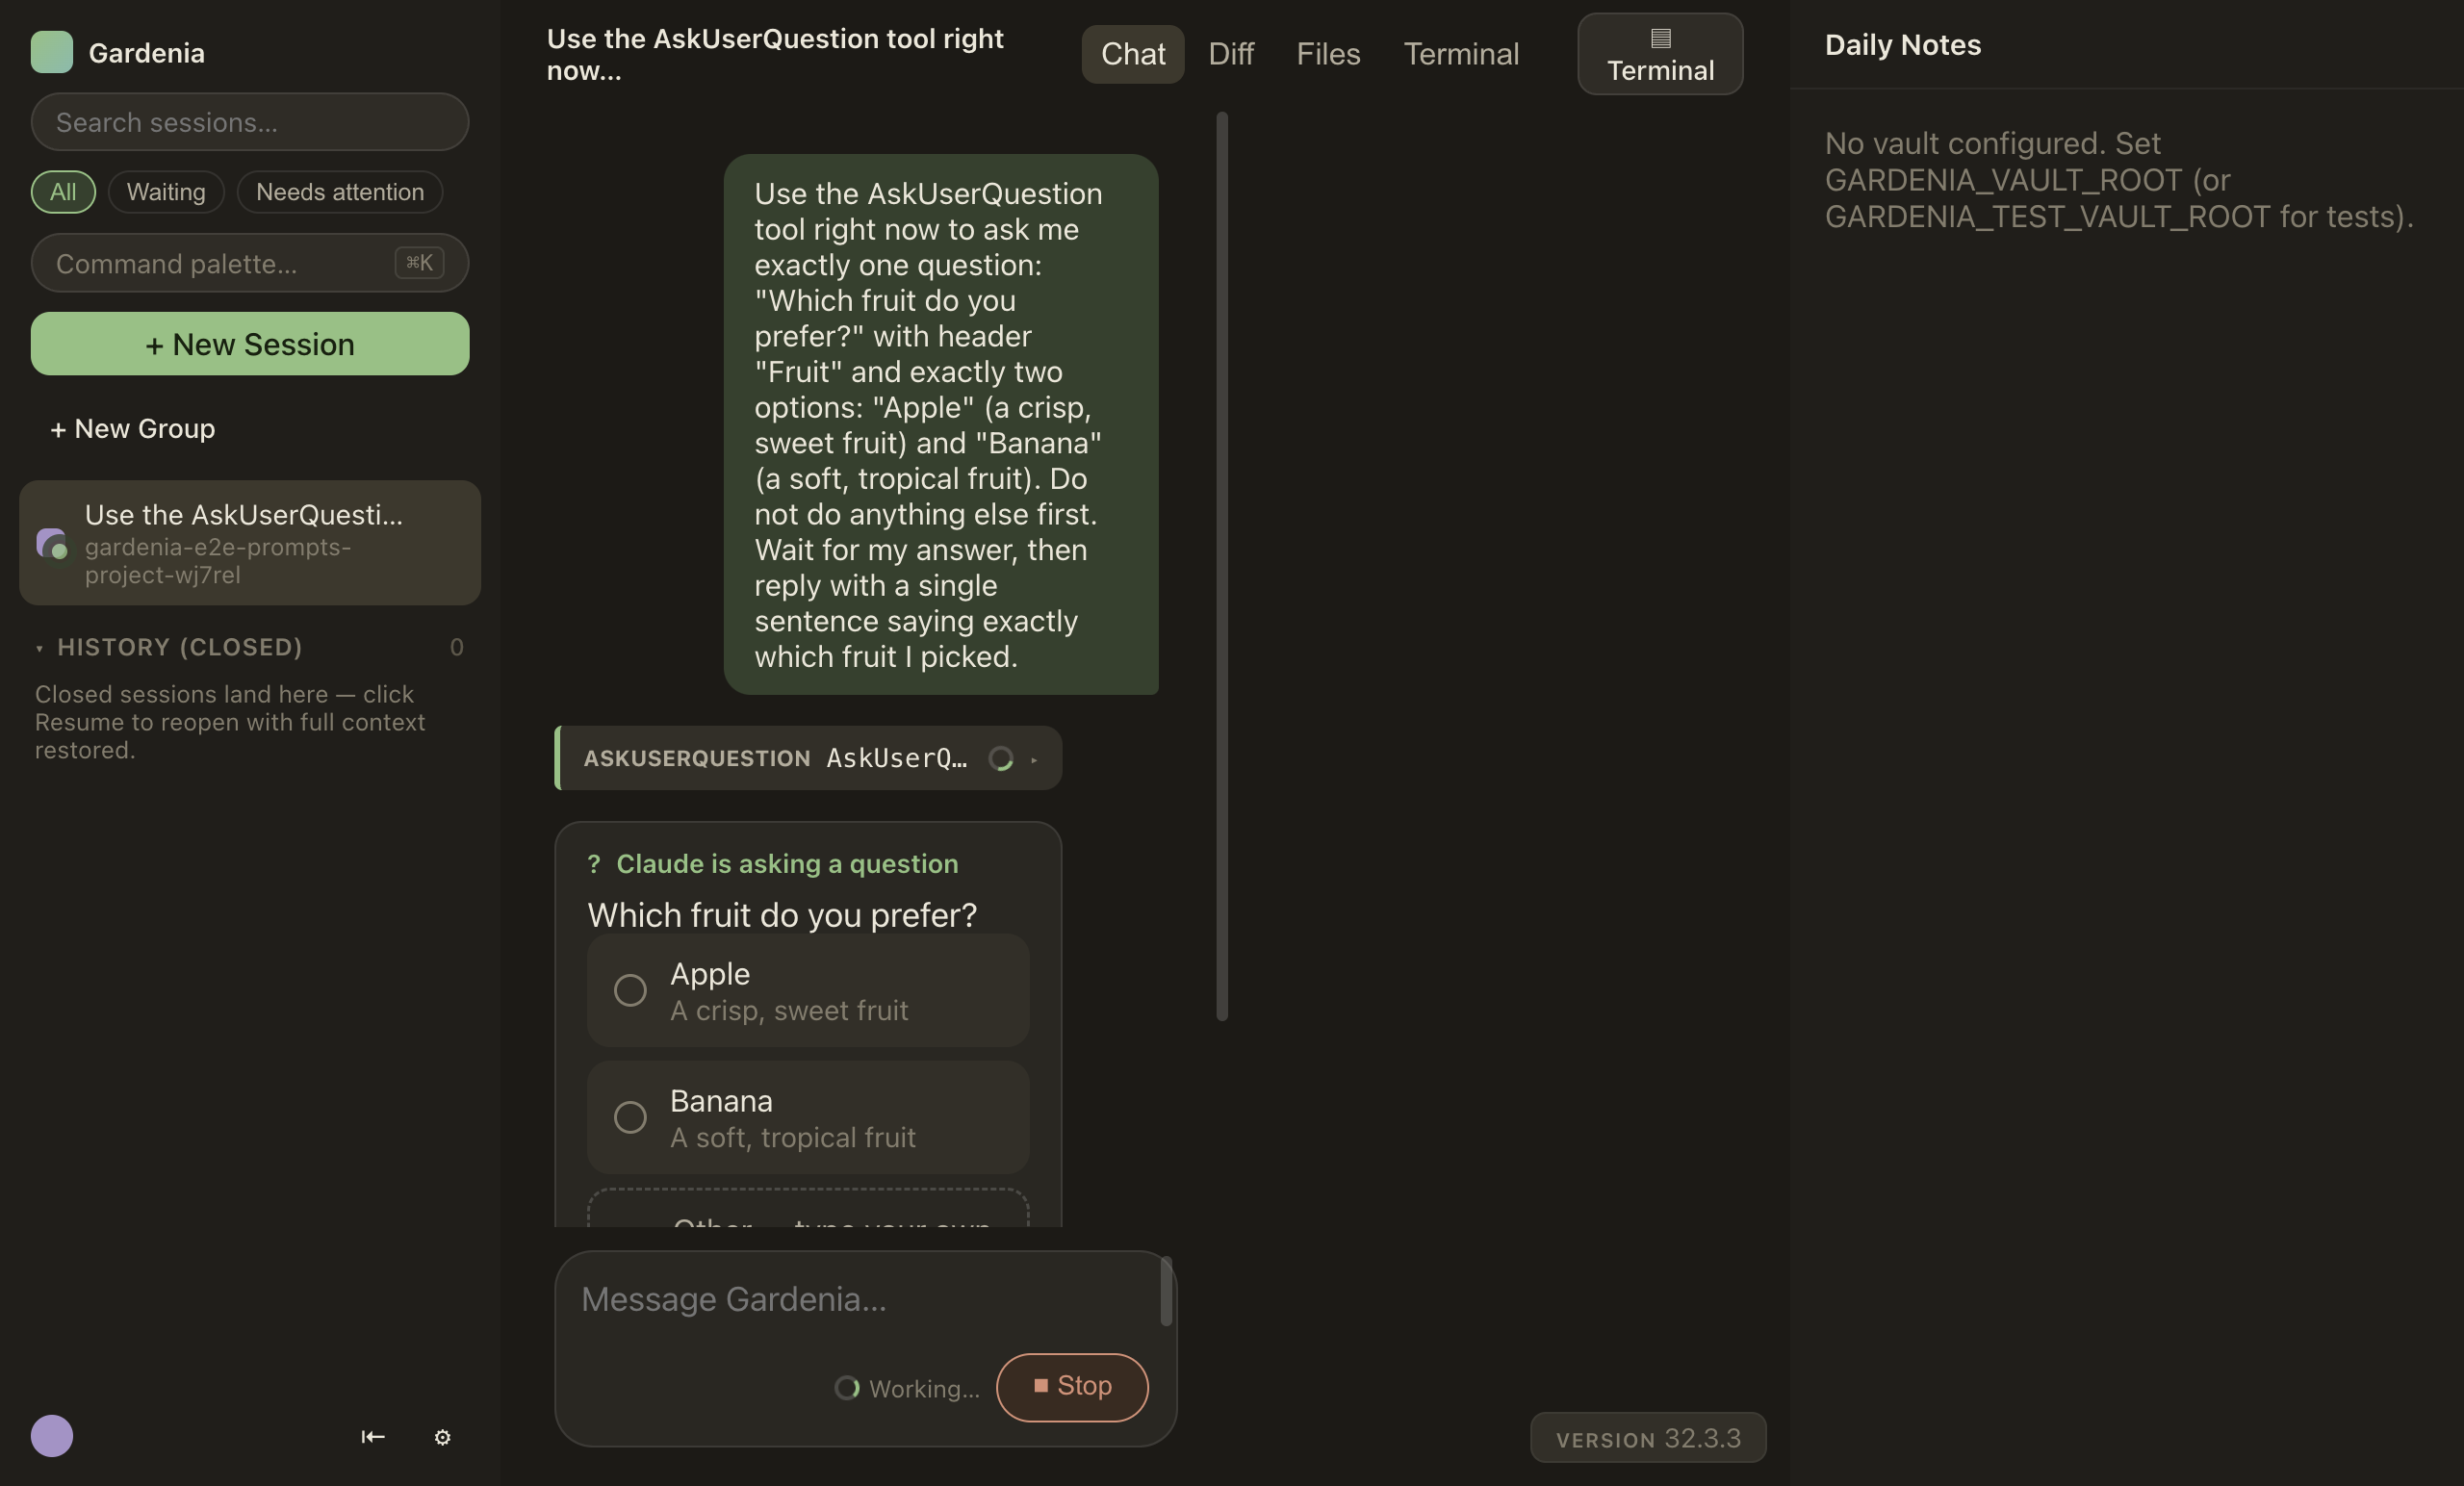 Gardenia
Search sessions...
All
Waiting
Needs attention
Command palette...
⌘K
+ New Session
+ New Group
Use the AskUserQuesti...
gardenia-e2e-prompts-
project-wj7rel
HISTORY (CLOSED)
0
Closed sessions land here — click
Resume to reopen with full context
restored.
Use the AskUserQuestion tool right
now...
Chat
Diff
Files
Terminal
Terminal
Use the AskUserQuestion
tool right now to ask me
exactly one question:
"Which fruit do you
prefer?" with header
"Fruit" and exactly two
options: "Apple" (a crisp,
sweet fruit) and "Banana"
(a soft, tropical fruit). Do
not do anything else first.
Wait for my answer, then
reply with a single
sentence saying exactly
which fruit I picked.
ASKUSERQUESTION AskUserQ…
? Claude is asking a question
Which fruit do you prefer?
Apple
A crisp, sweet fruit
Banana
A soft, tropical fruit
Other — type your own
Message Gardenia...
Working...
Stop
VERSION 32.3.3
Daily Notes
No vault configured. Set
GARDENIA_VAULT_ROOT (or
GARDENIA_TEST_VAULT_ROOT for tests).